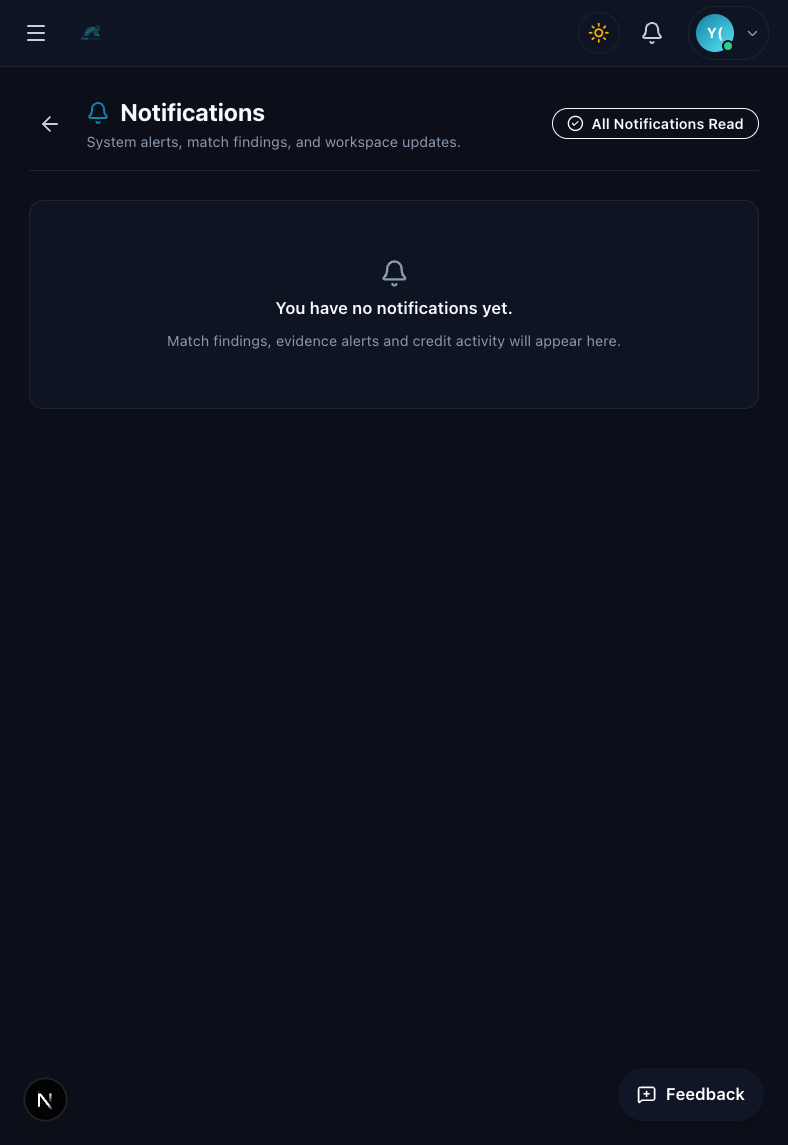 Y(
Notifications
System alerts, match findings, and workspace updates.
All Notifications Read
You have no notifications yet.
Match findings, evidence alerts and credit activity will appear here.
N
Feedback